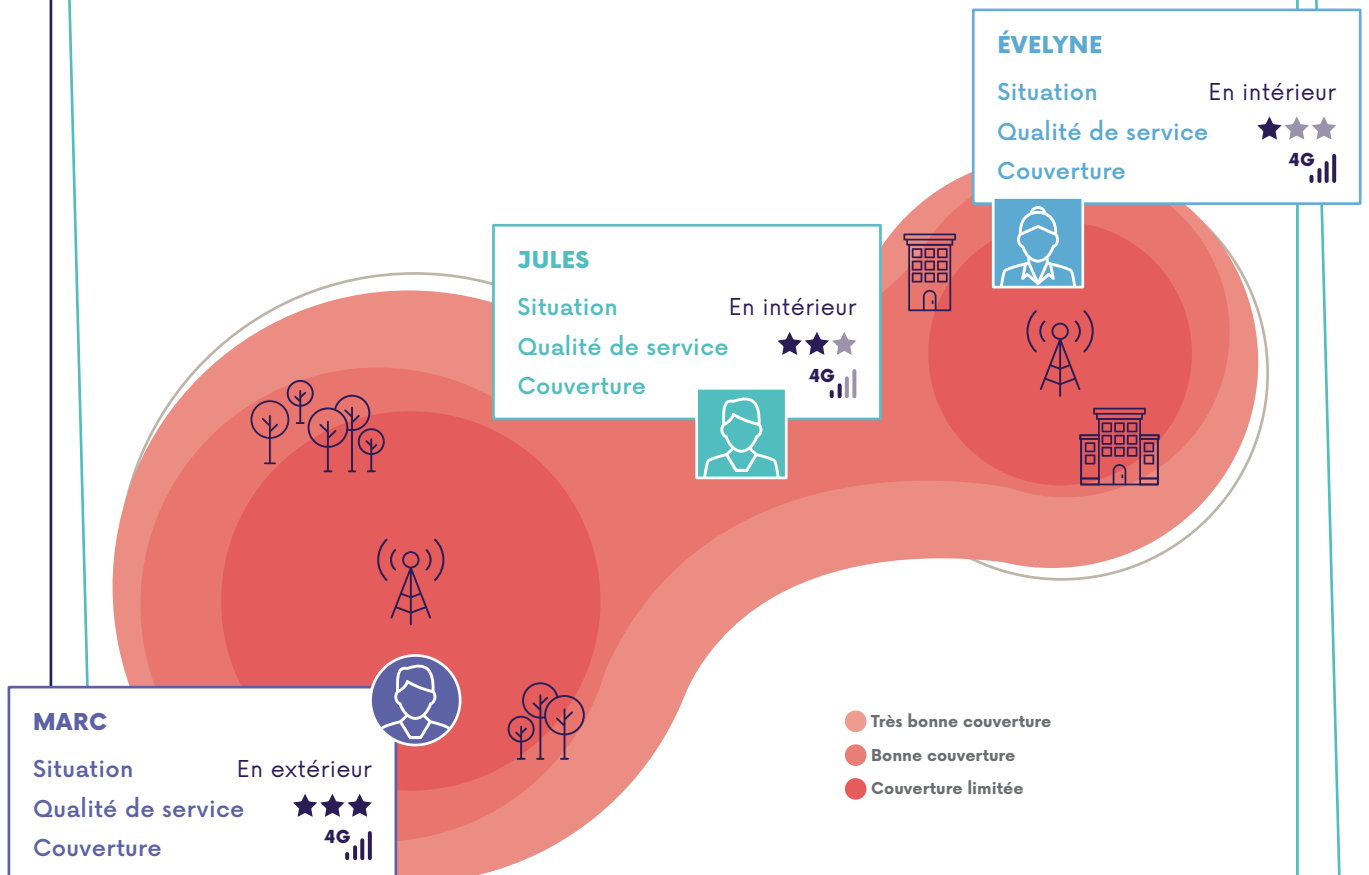 ÉVELYNE
Situation En intérieur
Qualité de service
Couverture 4G
JULES
Situation En intérieur
Qualité de service
Couverture 4G
MARC
Situation En extérieur
Qualité de service
Couverture 4G
Très bonne couverture
Bonne couverture
Couverture limitée